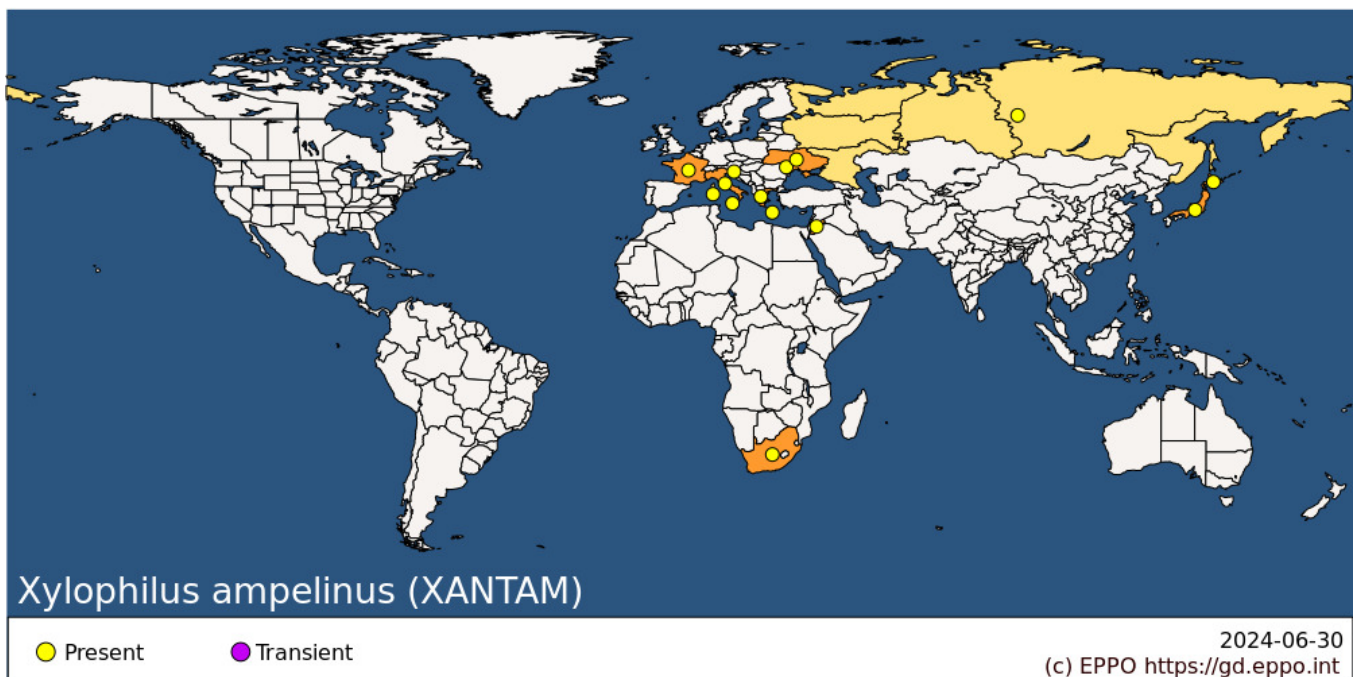 Xylophilus ampelinus (XANTAM)
Present
Transient
2024-06-30
(c) EPPO https://gd.eppo.int